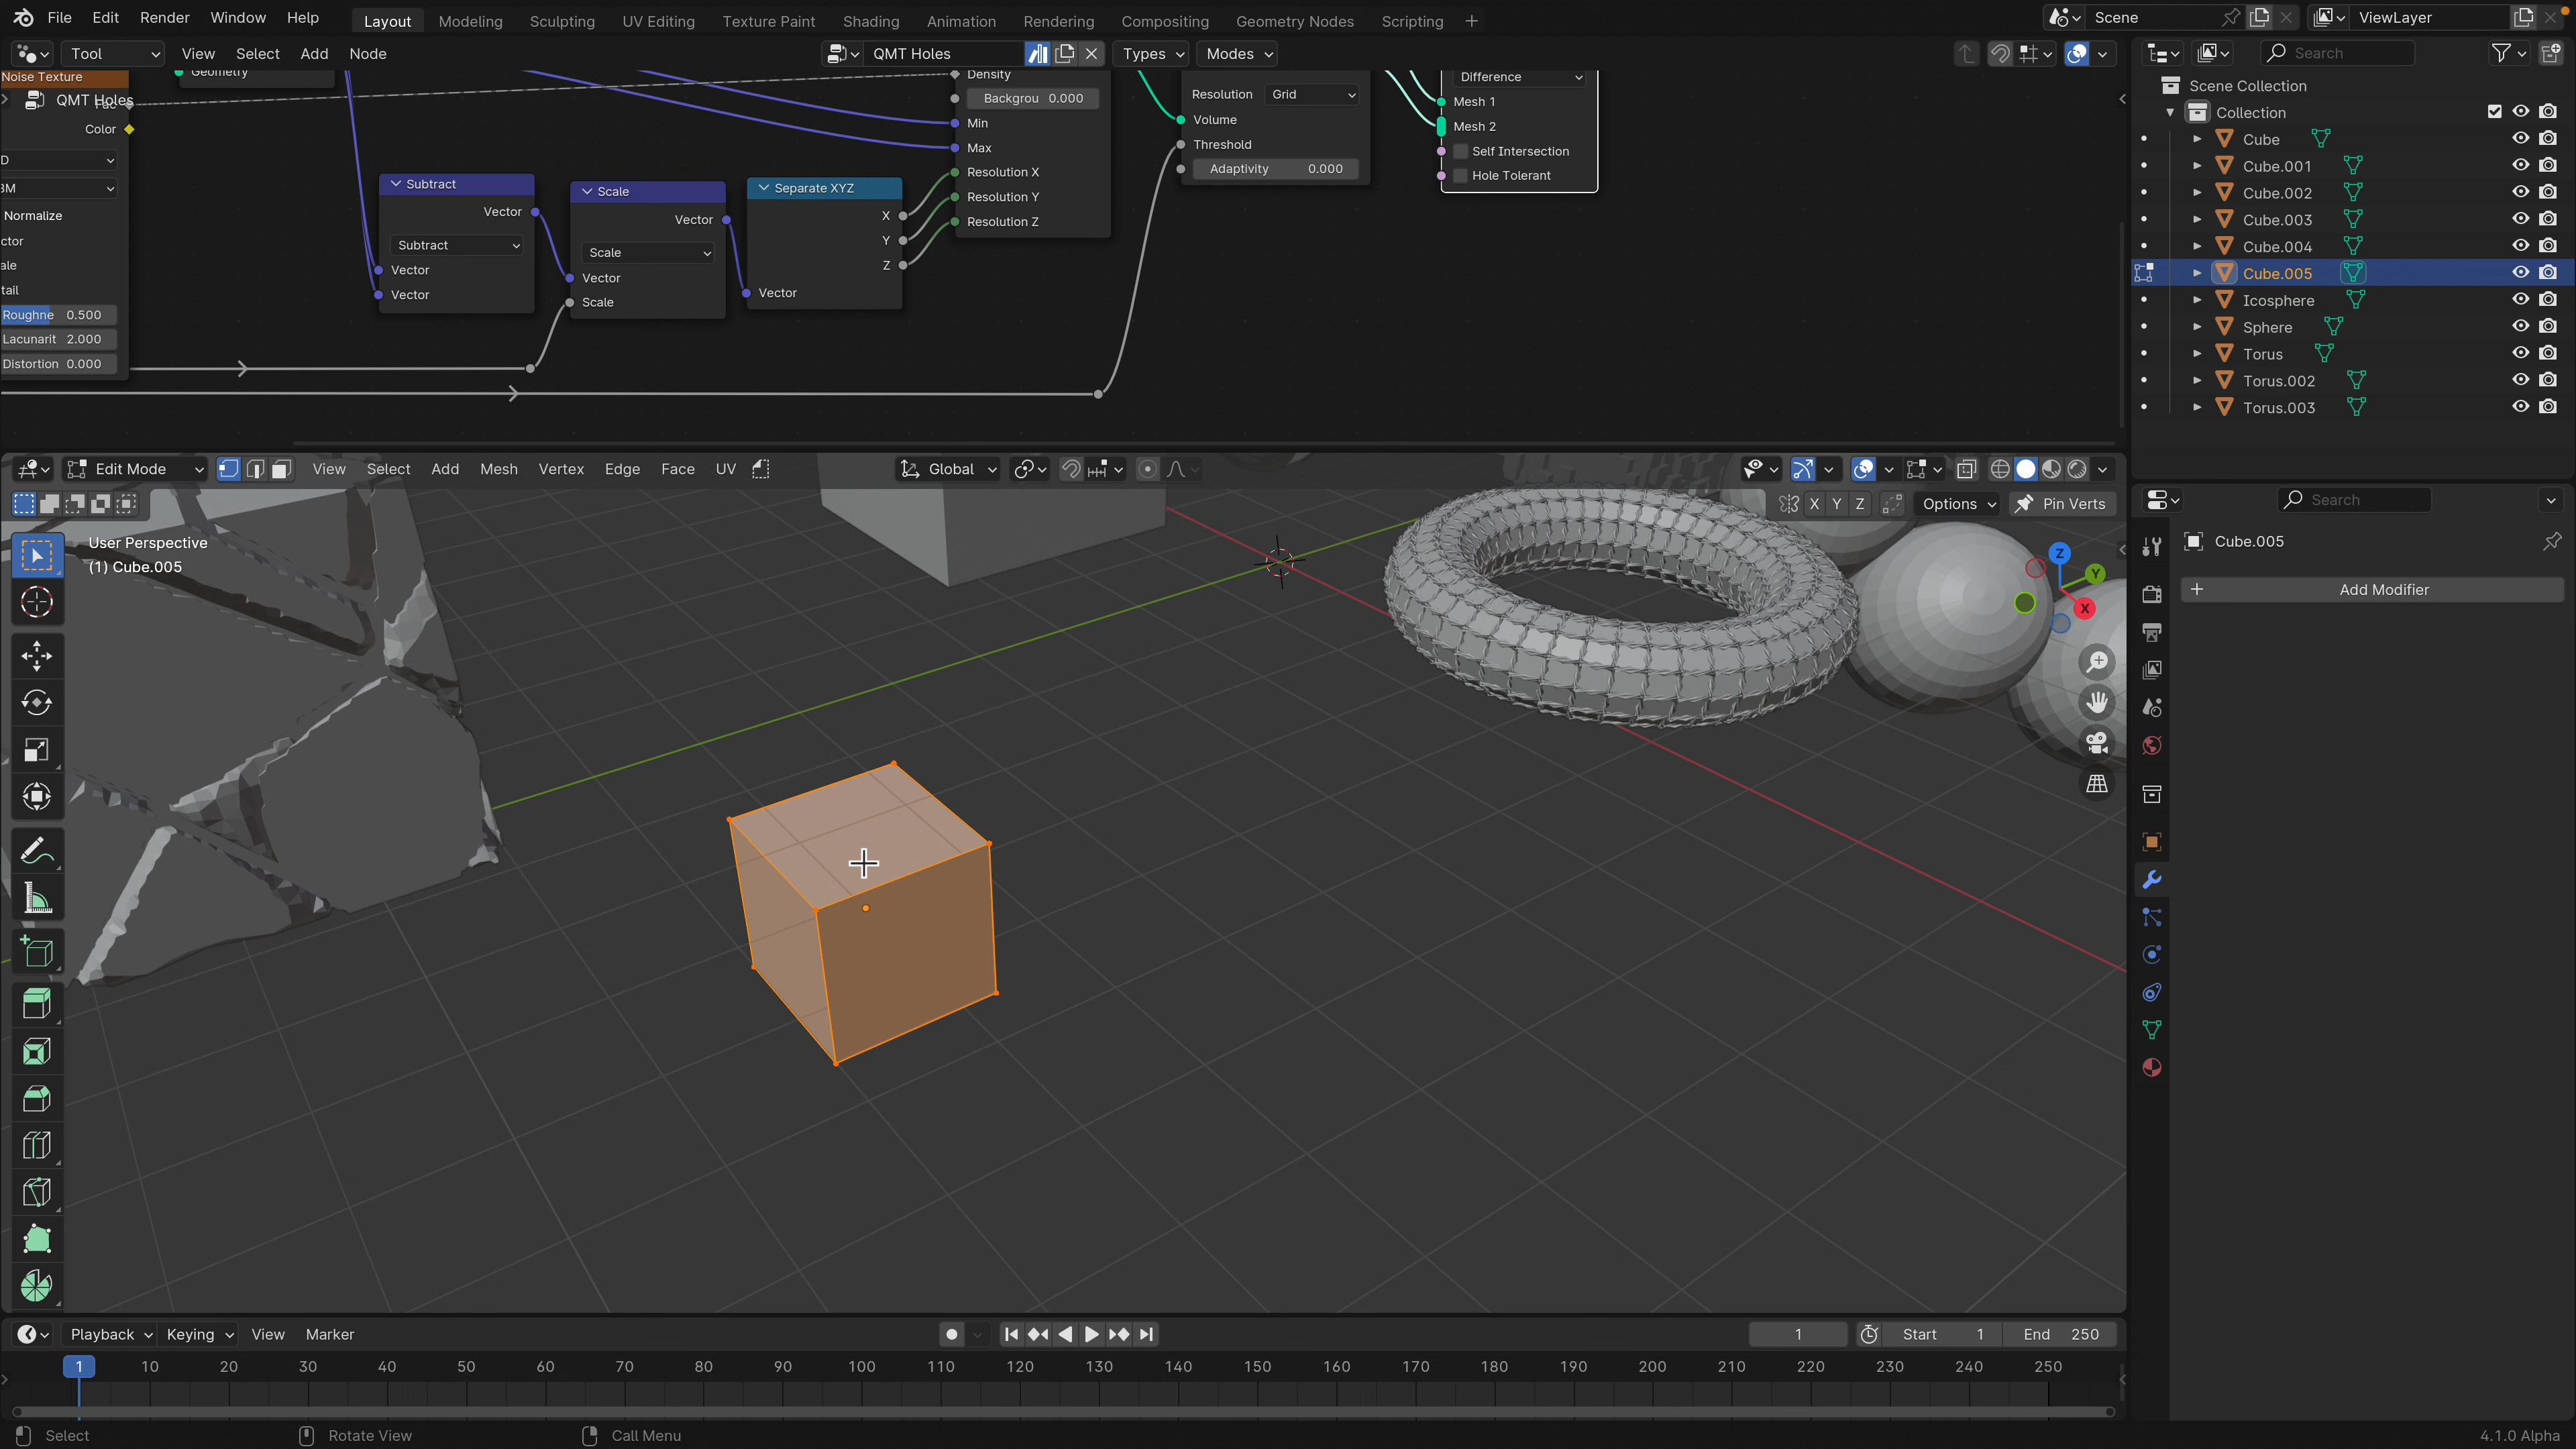 File Edit Render Window Help Layout Modeling Sculpting UV Editing Texture Paint Shading Animation Rendering Compositing Geometry Nodes Scripting Scene ViewLayer
Tool View Select Add Node QMT Holes Types Modes Search
Noise Texture
QMT Holes
Color
Normalize
Roughne 0.500
Lacunarit 2.000
Distortion 0.000
Geometry
Subtract
Vector
Subtract
Vector
Vector
Scale
Vector
Scale
Vector
Scale
Separate XYZ
X
Y
Z
Vector
Density
Backgrou 0.000
Min
Max
Resolution X
Resolution Y
Resolution Z
Resolution Grid
Volume
Threshold
Adaptivity 0.000
Difference
Mesh 1
Mesh 2
Self Intersection
Hole Tolerant
Scene Collection
Collection
Cube
Cube.001
Cube.002
Cube.003
Cube.004
Cube.005
Icosphere
Sphere
Torus
Torus.002
Torus.003
Edit Mode View Select Add Mesh Vertex Edge Face UV Global
X Y Z Options Pin Verts
User Perspective
(1) Cube.005
Z
Y
X
Search
Cube.005
Add Modifier
Playback Keying View Marker 1 Start 1 End 250
1 10 20 30 40 50 60 70 80 90 100 110 120 130 140 150 160 170 180 190 200 210 220 230 240 250
Select Rotate View Call Menu 4.1.0 Alpha